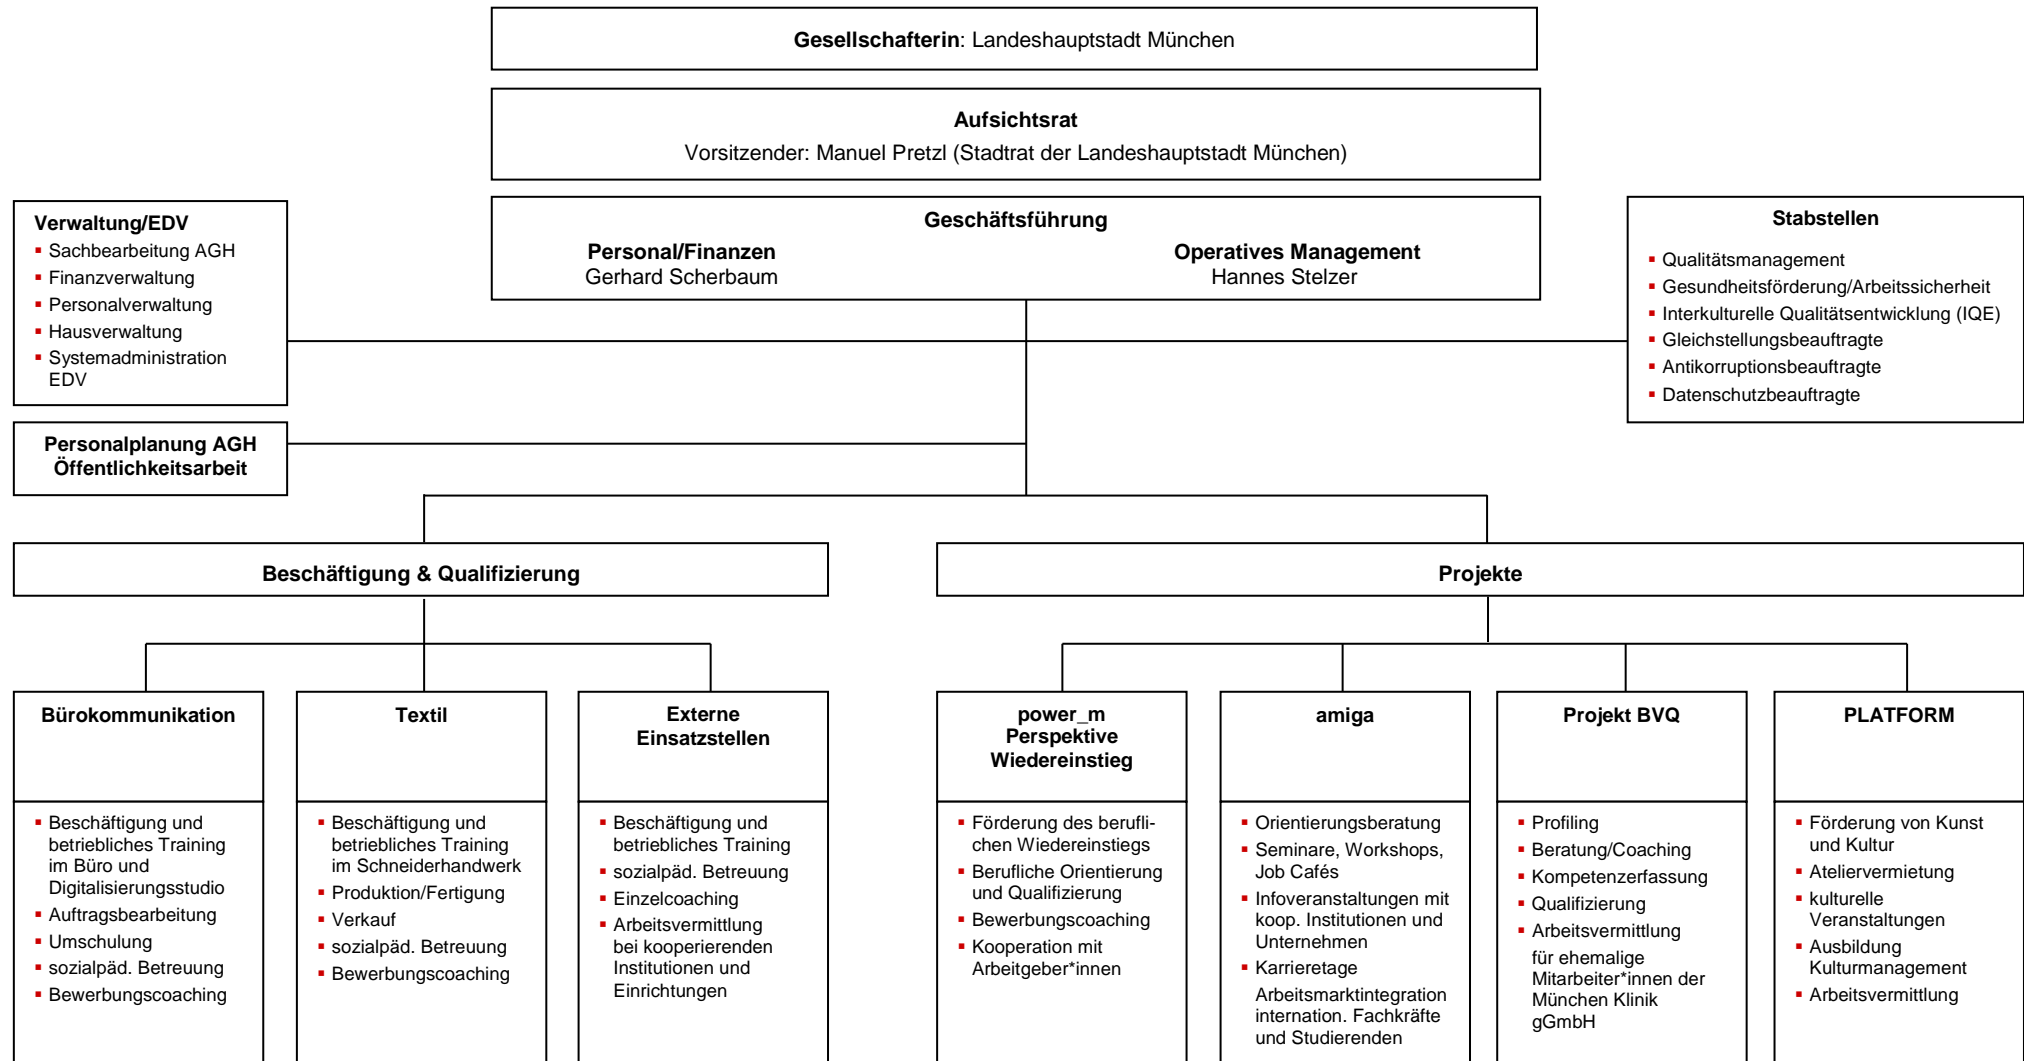 Gesellschafterin: Landeshauptstadt München
Aufsichtsrat
Vorsitzender: Manuel Pretzl (Stadtrat der Landeshauptstadt München)
Geschäftsführung
Personal/Finanzen
Gerhard Scherbaum
Operatives Management
Hannes Stelzer
Verwaltung/EDV
▪ Sachbearbeitung AGH
▪ Finanzverwaltung
▪ Personalverwaltung
▪ Hausverwaltung
▪ Systemadministration
EDV
Stabstellen
▪ Qualitätsmanagement
▪ Gesundheitsförderung/Arbeitssicherheit
▪ Interkulturelle Qualitätsentwicklung (IQE)
▪ Gleichstellungsbeauftragte
▪ Antikorruptionsbeauftragte
▪ Datenschutzbeauftragte
Personalplanung AGH
Öffentlichkeitsarbeit
Beschäftigung & Qualifizierung
Projekte
Bürokommunikation
▪ Beschäftigung und
betriebliches Training
im Büro und
Digitalisierungsstudio
▪ Auftragsbearbeitung
▪ Umschulung
▪ sozialpäd. Betreuung
▪ Bewerbungscoaching
Textil
▪ Beschäftigung und
betriebliches Training
im Schneiderhandwerk
▪ Produktion/Fertigung
▪ Verkauf
▪ sozialpäd. Betreuung
▪ Bewerbungscoaching
Externe
Einsatzstellen
▪ Beschäftigung und
betriebliches Training
▪ sozialpäd. Betreuung
▪ Einzelcoaching
▪ Arbeitsvermittlung
bei kooperierenden
Institutionen und
Einrichtungen
power_m
Perspektive
Wiedereinstieg
▪ Förderung des berufli-
chen Wiedereinstiegs
▪ Berufliche Orientierung
und Qualifizierung
▪ Bewerbungscoaching
▪ Kooperation mit
Arbeitgeber*innen
amiga
▪ Orientierungsberatung
▪ Seminare, Workshops,
Job Cafés
▪ Infoveranstaltungen mit
koop. Institutionen und
Unternehmen
▪ Karrieretage
Arbeitsmarktintegration
internation. Fachkräfte
und Studierenden
Projekt BVQ
▪ Profiling
▪ Beratung/Coaching
▪ Kompetenzerfassung
▪ Qualifizierung
▪ Arbeitsvermittlung
für ehemalige
Mitarbeiter*innen der
München Klinik
gGmbH
PLATFORM
▪ Förderung von Kunst
und Kultur
▪ Ateliervermietung
▪ kulturelle
Veranstaltungen
▪ Ausbildung
Kulturmanagement
▪ Arbeitsvermittlung